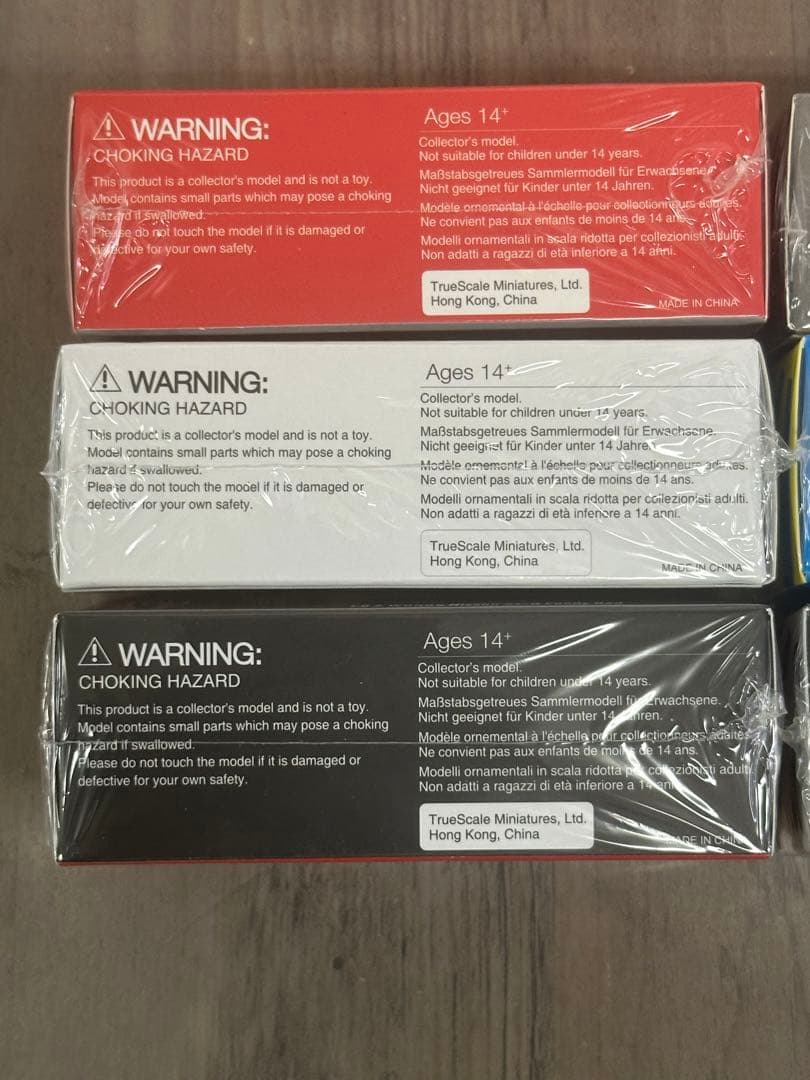 WARNING:
CHOKING HAZARD
This product is a collector's model and is not a toy.
Model contains small parts which may pose a choking
hazard if swallowed.
Please do not touch the model if it is damaged or
defective for your own safety.
Ages 14+
Collector's model.
Not suitable for children under 14 years.
Maßstabsgetreues Sammlermodell für Erwachsene.
Nicht geeignet für Kinder unter 14 Jahren.
Modèle ornemental à l'échelle pour collectionneurs adultes.
Ne convient pas aux enfants de moins de 14 ans.
Modelli ornamentali in scala ridotta per collezionisti adulti.
Non adatti a ragazzi di età inferiore a 14 anni.
TrueScale Miniatures, Ltd.
Hong Kong, China
MADE IN CHINA
WARNING:
CHOKING HAZARD
This product is a collector's model and is not a toy.
Model contains small parts which may pose a choking
hazard if swallowed.
Please do not touch the model if it is damaged or
defective for your own safety.
Ages 14+
Collector's model.
Not suitable for children under 14 years.
Maßstabsgetreues Sammlermodell für Erwachsene.
Nicht geeignet für Kinder unter 14 Jahren.
Modèle ornemental à l'échelle pour collectionneurs adultes.
Ne convient pas aux enfants de moins de 14 ans.
Modelli ornamentali in scala ridotta per collezionisti adulti.
Non adatti a ragazzi di età inferiore a 14 anni.
TrueScale Miniatures, Ltd.
Hong Kong, China
MADE IN CHINA
WARNING:
CHOKING HAZARD
This product is a collector's model and is not a toy.
Model contains small parts which may pose a choking
hazard if swallowed.
Please do not touch the model if it is damaged or
defective for your own safety.
Ages 14+
Collector's model.
Not suitable for children under 14 years.
Maßstabsgetreues Sammlermodell für Erwachsene.
Nicht geeignet für Kinder unter 14 Jahren.
Modèle ornemental à l'échelle pour collectionneurs adultes.
Ne convient pas aux enfants de moins de 14 ans.
Modelli ornamentali in scala ridotta per collezionisti adulti.
Non adatti a ragazzi di età inferiore a 14 anni.
TrueScale Miniatures, Ltd.
Hong Kong, China
MADE IN CHINA